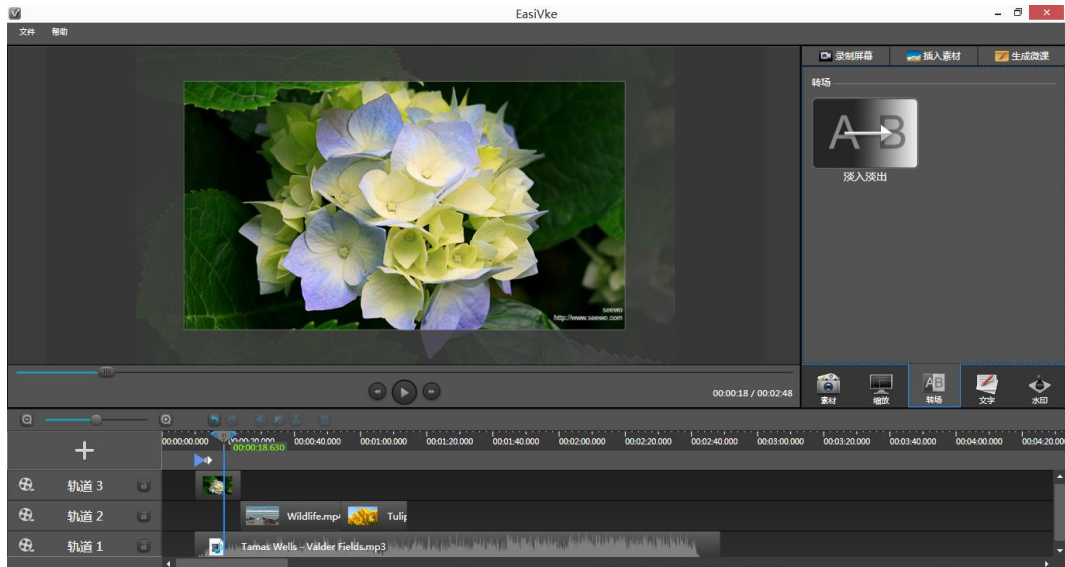 EasiVke
文件 帮助
录制屏幕 插入素材 生成微课
转场
A B
淡入淡出
seewo
http://www.seewo.com
00:00:18 / 00:02:48
素材 缩放 AB 转场 文字 水印
00:00:00.000 00:00:20.000 00:00:40.000 00:01:00.000 00:01:20.000 00:01:40.000 00:02:00.000 00:02:20.000 00:02:40.000 00:03:00.000 00:03:20.000 00:03:40.000 00:04:00.000 00:04:20.00
00:00:18.630
轨道 3
轨道 2 Wildlife.mp Tulip
轨道 1 Tamas Wells - Valder Fields.mp3